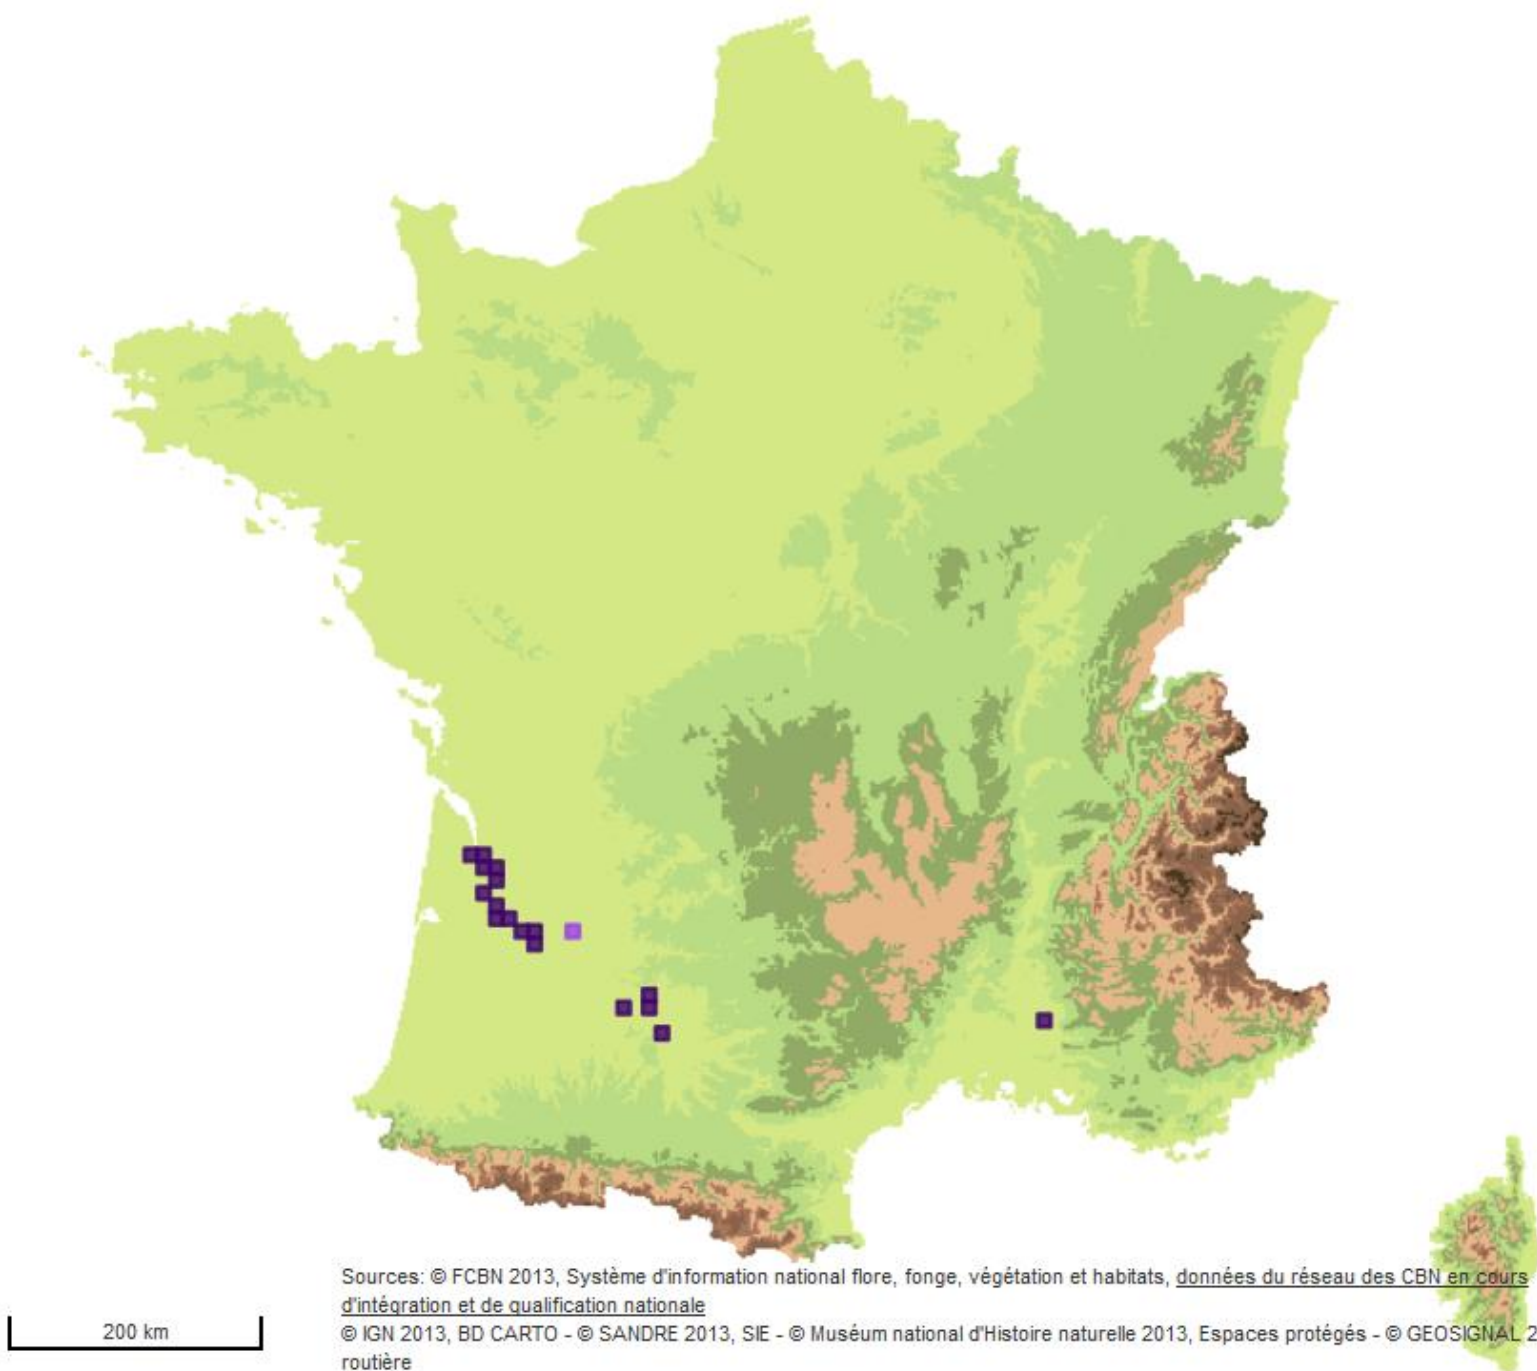 Sources: © FCBN 2013, Système d'information national flore, fonge, végétation et habitats, données du réseau des CBN en cours
d'intégration et de qualification nationale
200 km
© IGN 2013, BD CARTO - © SANDRE 2013, SIE - © Muséum national d'Histoire naturelle 2013, Espaces protégés - © GEOSIGNAL 2
routière